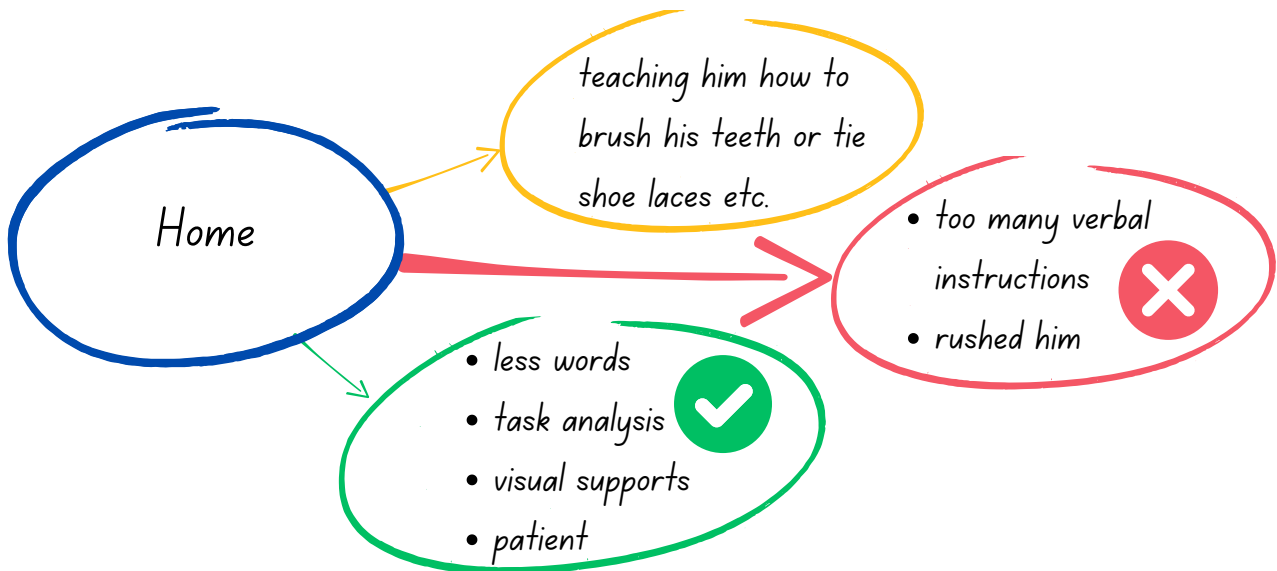 Home
teaching him how to
brush his teeth or tie
shoe laces etc.
• too many verbal
instructions
• rushed him
• less words
• task analysis
• visual supports
• patient